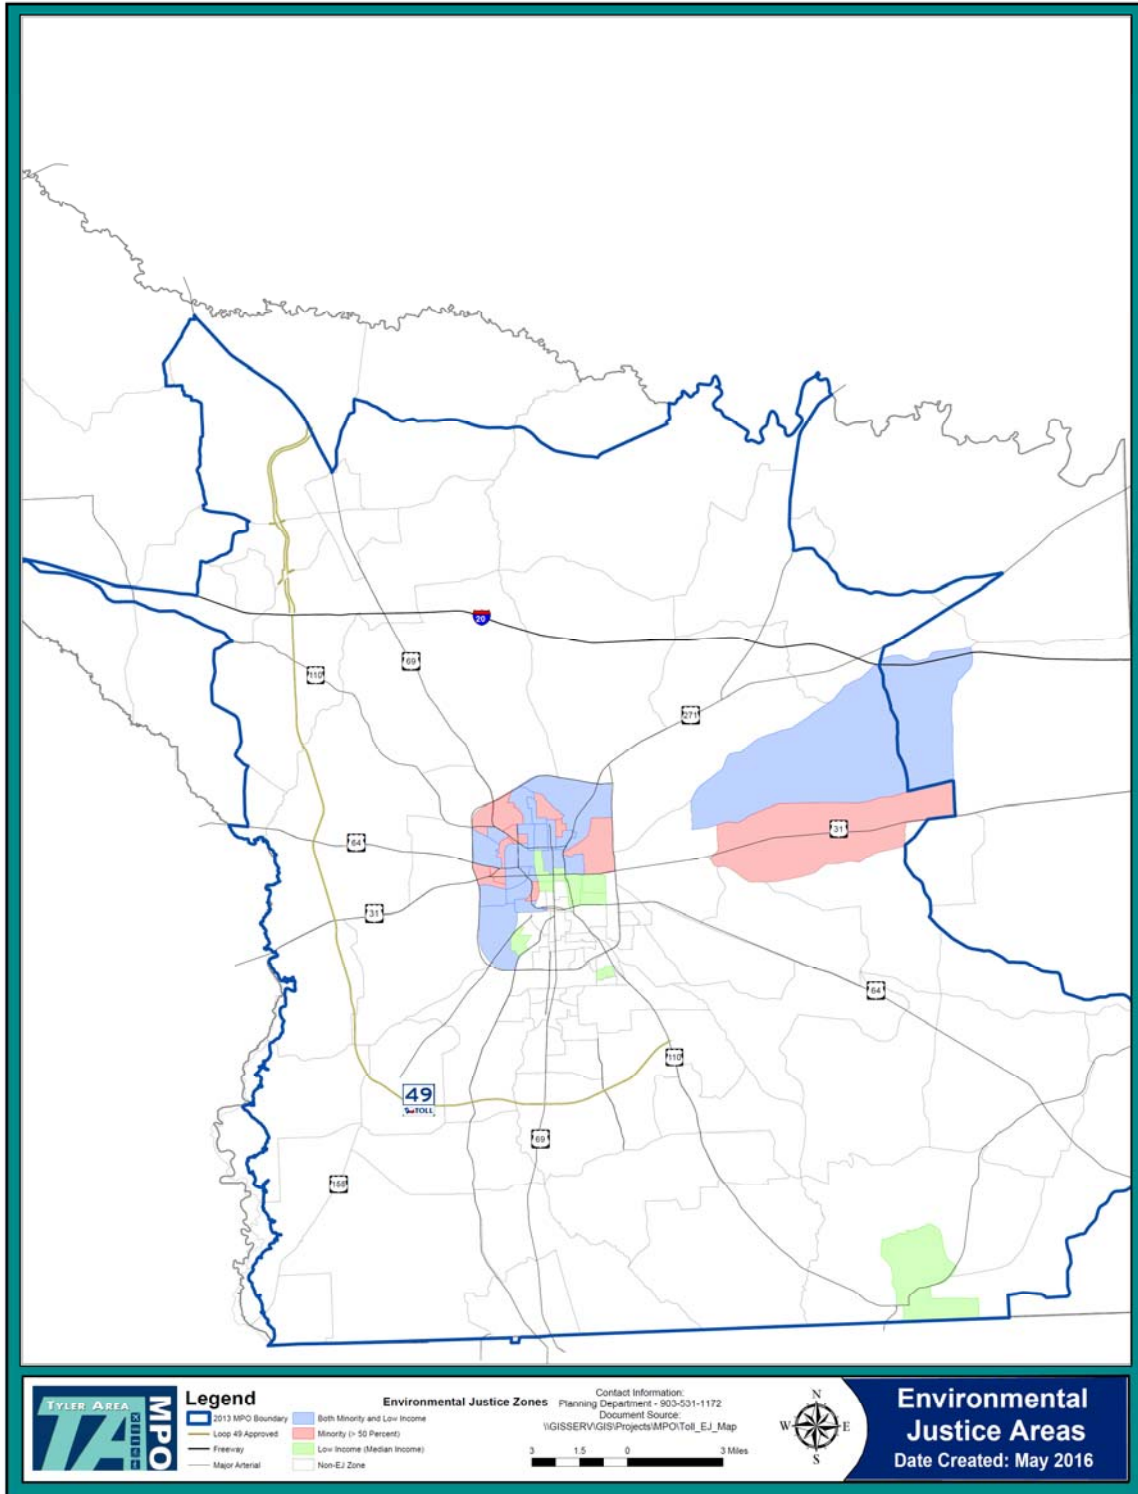 20
69
110
271
31
64
31
64
49
TOLL
110
69
TYLER AREA
TA
MPO
Legend
2013 MPO Boundary
Loop 49 Approved
Freeway
Major Arterial
Environmental Justice Zones
Both Minority and Low Income
Minority (> 50 Percent)
Low Income (Median Income)
Non-EJ Zone
Contact Information:
Planning Department - 903-531-1172
Document Source:
\\GISSERV\GIS\Projects\MPO\Toll_EJ_Map
3 1.5 0 3 Miles
N
W E
S
Environmental
Justice Areas
Date Created: May 2016